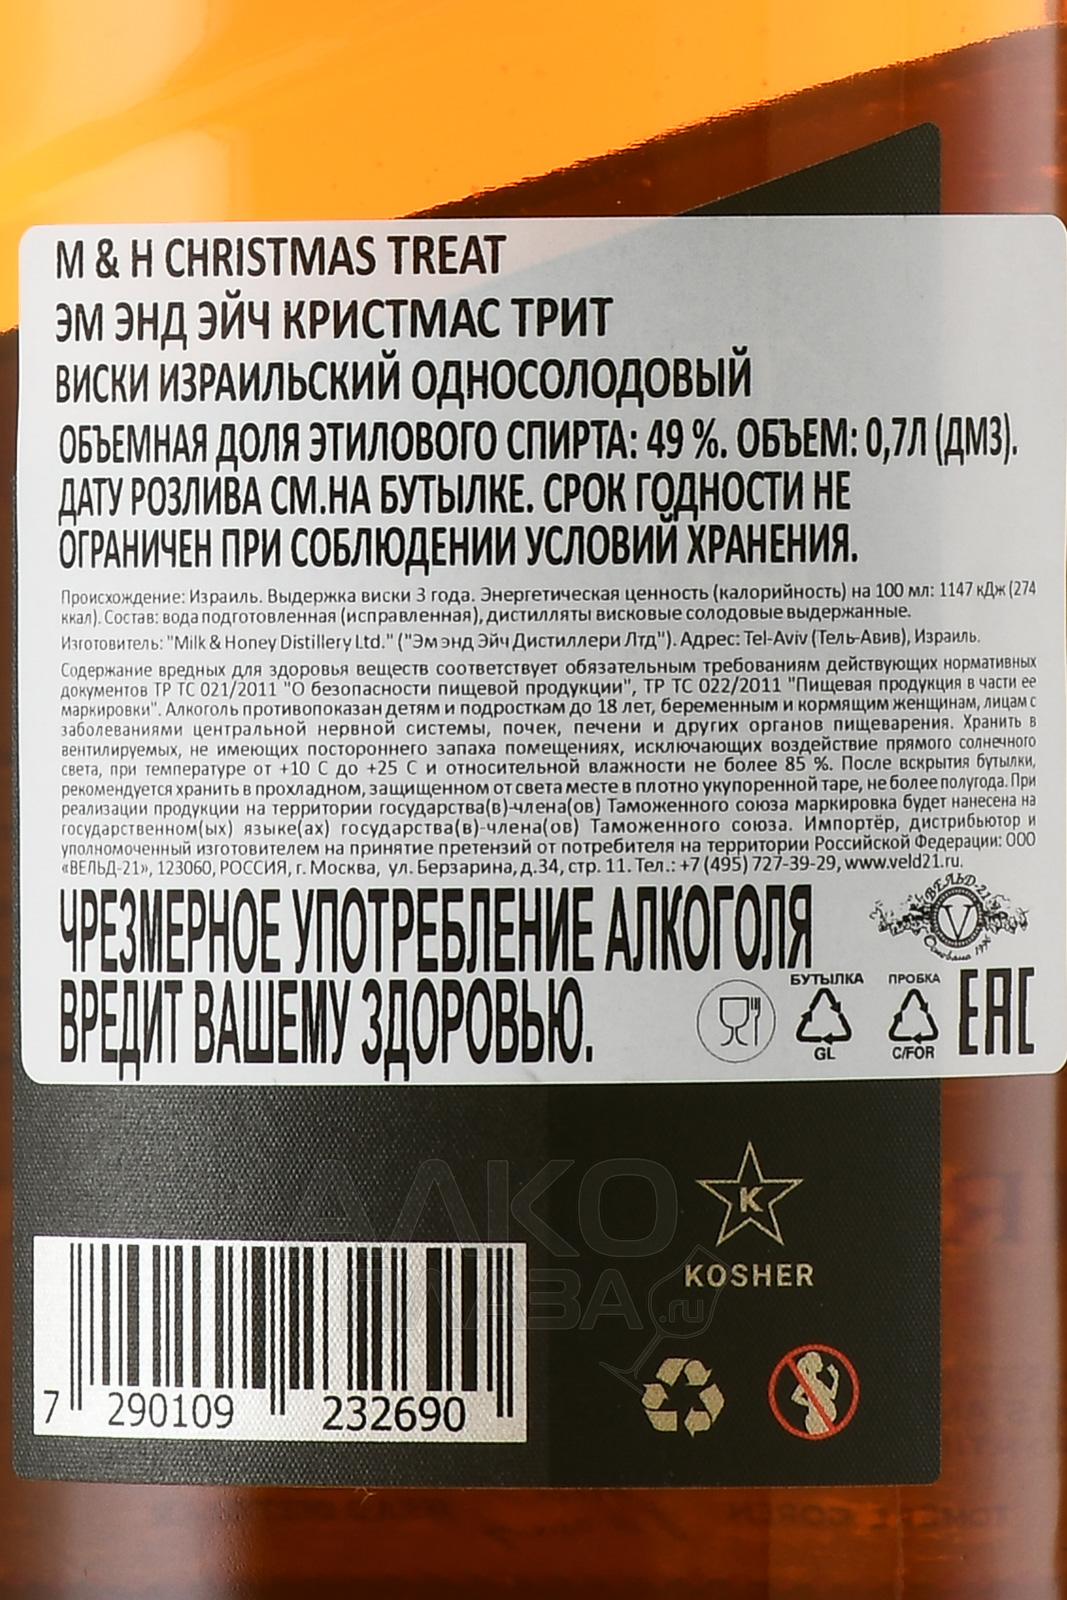 M & H CHRISTMAS TREAT
ЭМ ЭНД ЭЙЧ КРИСТМАС ТРИТ
ВИСКИ ИЗРАИЛЬСКИЙ ОДНОСОЛОДОВЫЙ
ОБЪЕМНАЯ ДОЛЯ ЭТИЛОВОГО СПИРТА: 49 %. ОБЪЕМ: 0,7Л (ДМ3).
ДАТУ РОЗЛИВА СМ.НА БУТЫЛКЕ. СРОК ГОДНОСТИ НЕ
ОГРАНИЧЕН ПРИ СОБЛЮДЕНИИ УСЛОВИЙ ХРАНЕНИЯ.
Происхождение: Израиль. Выдержка виски 3 года. Энергетическая ценность (калорийность) на 100 мл: 1147 кДж (274
ккал). Состав: вода подготовленная (исправленная), дистилляты висковые солодовые выдержанные.
Изготовитель: "Milk & Honey Distillery Ltd." ("Эм энд Эйч Дистиллери Лтд"). Адрес: Tel-Aviv (Тель-Авив), Израиль.
Содержание вредных для здоровья веществ соответствует обязательным требованиям действующих нормативных
документов ТР ТС 021/2011 "О безопасности пищевой продукции", ТР ТС 022/2011 "Пищевая продукция в части ее
маркировки". Алкоголь противопоказан детям и подросткам до 18 лет, беременным и кормящим женщинам, лицам с
заболеваниями центральной нервной системы, почек, печени и других органов пищеварения. Хранить в
вентилируемых, не имеющих постороннего запаха помещениях, исключающих воздействие прямого солнечного
света, при температуре от +10 С до +25 С и относительной влажности не более 85 %. После вскрытия бутылки,
рекомендуется хранить в прохладном, защищенном от света месте в плотно укупоренной таре, не более полугода. При
реализации продукции на территории государства(в)-члена(ов) Таможенного союза маркировка будет нанесена на
государственном(ых) языке(ах) государства(в)-члена(ов) Таможенного союза. Импортёр, дистрибьютор и
уполномоченный изготовителем на принятие претензий от потребителя на территории Российской Федерации: ООО
«ВЕЛЬД-21», 123060, РОССИЯ, г. Москва, ул. Берзарина, д.34, стр. 11. Тел.: +7 (495) 727-39-29, www.veld21.ru.
ЧРЕЗМЕРНОЕ УПОТРЕБЛЕНИЕ АЛКОГОЛЯ
ВРЕДИТ ВАШЕМУ ЗДОРОВЬЮ.
ВЕЛЬД-21
V
Основана 1996
БУТЫЛКА ПРОБКА
GL C/FOR
EAC
K
KOSHER
АЛКО
ЛАВА.ru
7 290109 232690